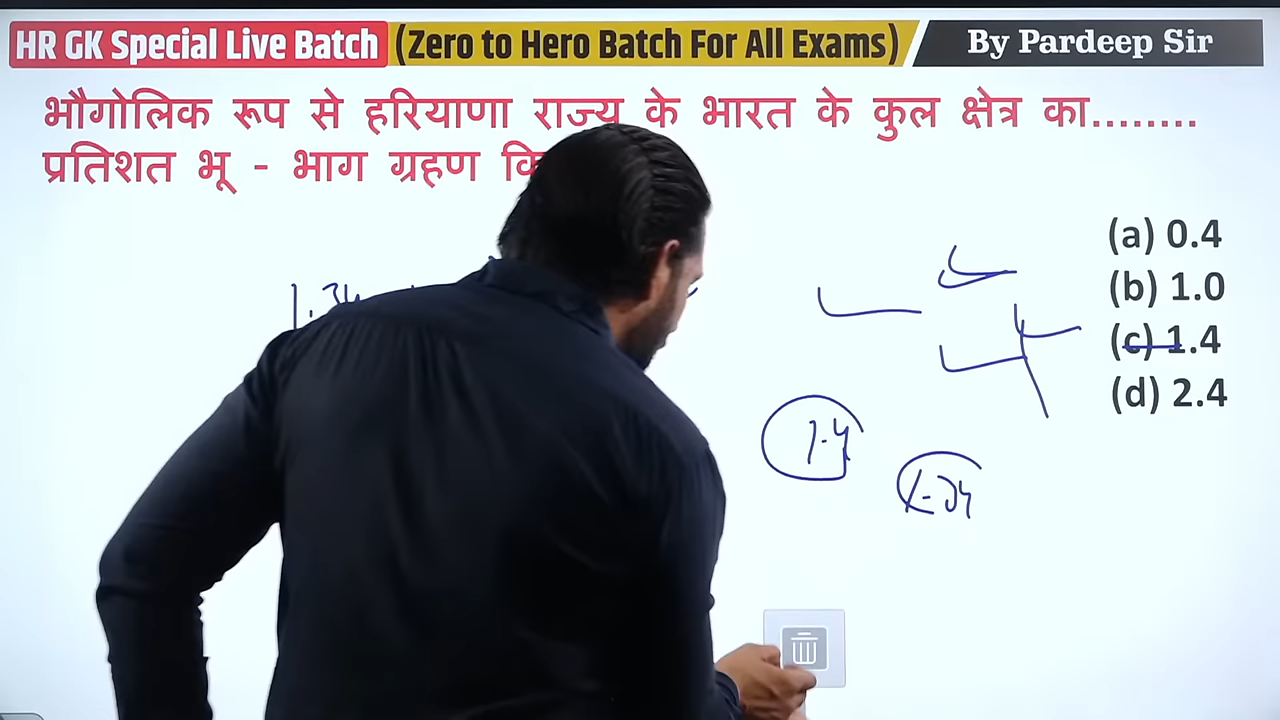 HR GK Special Live Batch (Zero to Hero Batch For All Exams) By Pardeep Sir
भौगोलिक रूप से हरियाणा राज्य के भारत के कुल क्षेत्र का........
प्रतिशत भू - भाग ग्रहण
(a) 0.4
(b) 1.0
(c) 1.4
(d) 2.4
1.34
1.4